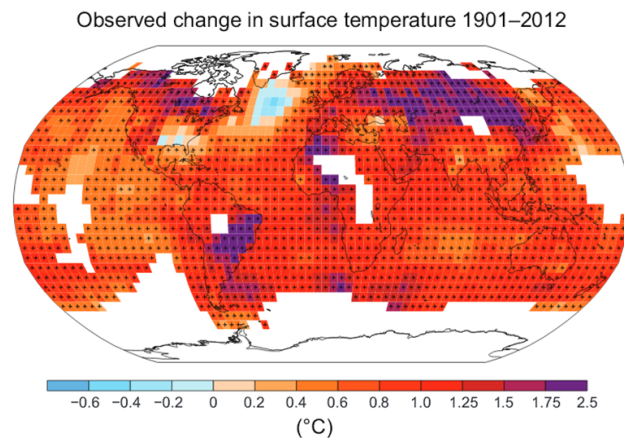 Observed change in surface temperature 1901–2012
−0.6 −0.4 −0.2 0 0.2 0.4 0.6 0.8 1.0 1.25 1.5 1.75 2.5
(°C)